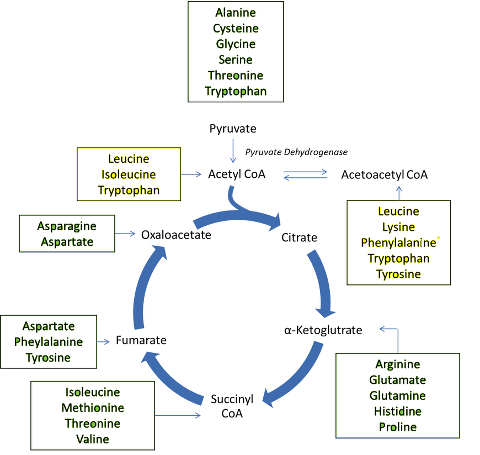 Alanine
Cysteine
Glycine
Serine
Threonine
Tryptophan
Pyruvate
Pyruvate Dehydrogenase
Leucine
Isoleucine
Tryptophan
Acetyl CoA
Acetoacetyl CoA
Leucine
Lysine
Phenylalanine*
Tryptophan
Tyrosine
Asparagine
Aspartate
Oxaloacetate
Citrate
Aspartate
Pheylalanine
Tyrosine
Fumarate
α-Ketoglutrate
Arginine
Glutamate
Glutamine
Histidine
Proline
Isoleucine
Methionine
Threonine
Valine
Succinyl
CoA